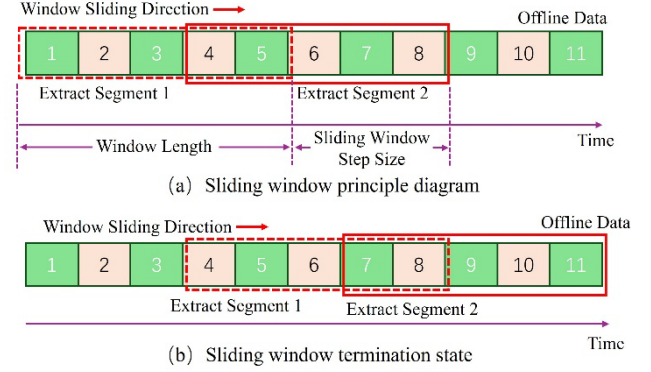 Window Sliding Direction
Offline Data
1 2 3 4 5 6 7 8 9 10 11
Extract Segment 1
Extract Segment 2
Time
Window Length
Sliding Window
Step Size
(a) Sliding window principle diagram
Window Sliding Direction
Offline Data
1 2 3 4 5 6 7 8 9 10 11
Extract Segment 1
Extract Segment 2
Time
(b) Sliding window termination state